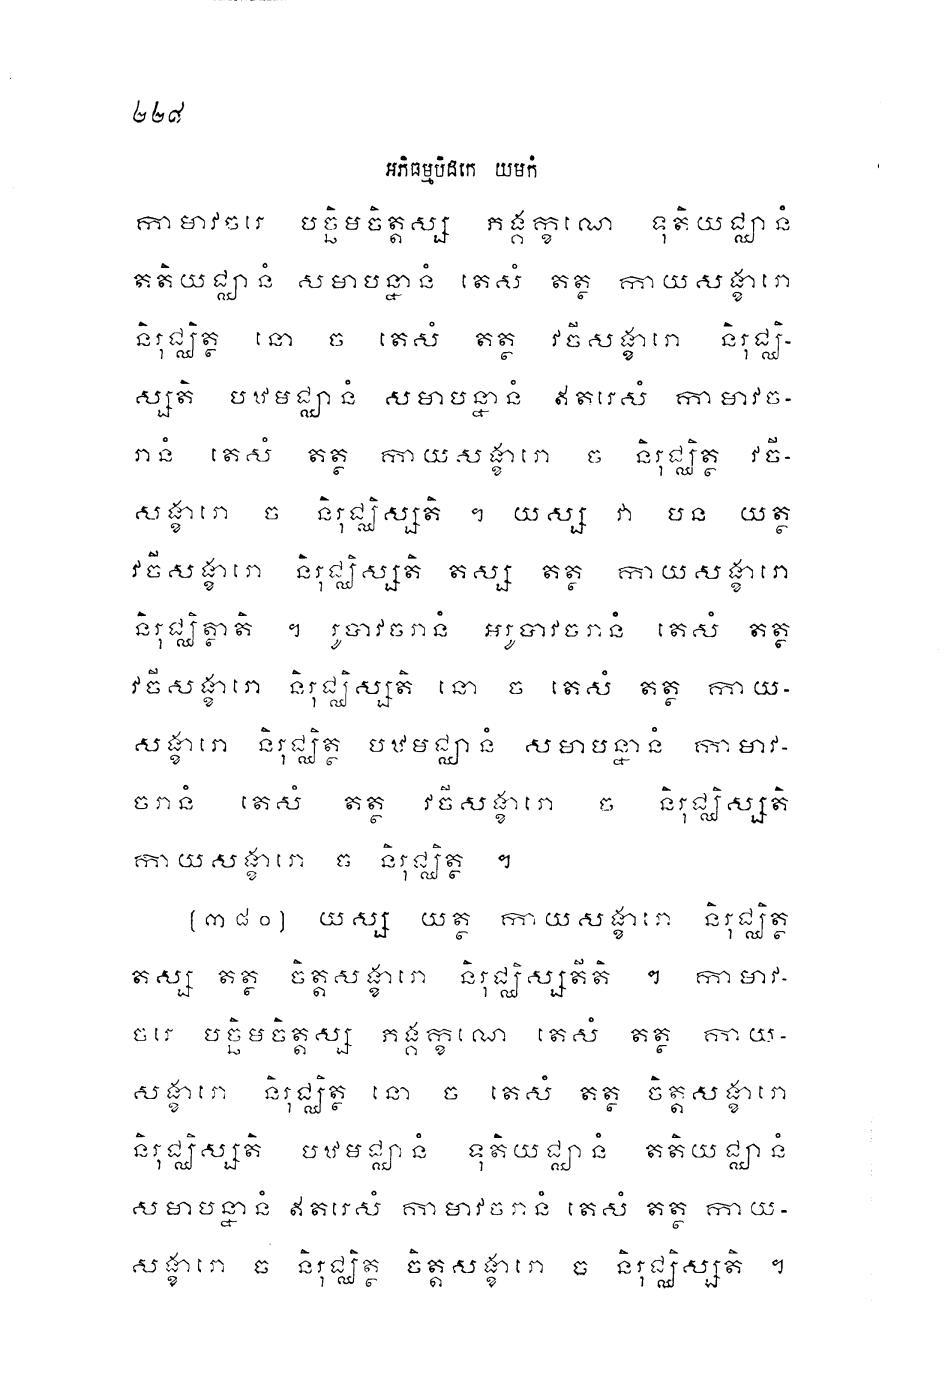 ២២៩
អភិធម្មបិដកេ យមកំ
កាមាវចរេ បច្ឆិមចិត្តស្ស ភង្គក្ខណេ ទុតិយជ្ឈានំ
តតិយជ្ឈានំ សមាបន្នានំ តេសំ តត្ថ កាយសង្ខារោ
និរុជ្ឈិត្ថ នោ ច តេសំ តត្ថ វចីសង្ខារោ និរុជ្ឈិ-
ស្សតិ បឋមជ្ឈានំ សមាបន្នានំ ឥតរេសំ កាមាវច-
រានំ តេសំ តត្ថ កាយសង្ខារោ ច និរុជ្ឈិត្ថ វចី-
សង្ខារោ ច និរុជ្ឈិស្សតិ ។ យស្ស វា បន យត្ថ
វចីសង្ខារោ និរុជ្ឈិស្សតិ តស្ស តត្ថ កាយសង្ខារោ
និរុជ្ឈិត្ថាតិ ។ រូបាវចរានំ អរូបាវចរានំ តេសំ តត្ថ
វចីសង្ខារោ និរុជ្ឈិស្សតិ នោ ច តេសំ តត្ថ កាយ-
សង្ខារោ និរុជ្ឈិត្ថ បឋមជ្ឈានំ សមាបន្នានំ កាមាវ-
ចរានំ តេសំ តត្ថ វចីសង្ខារោ ច និរុជ្ឈិស្សតិ
កាយសង្ខារោ ច និរុជ្ឈិត្ថ ។
(៣៨០) យស្ស យត្ថ កាយសង្ខារោ និរុជ្ឈិត្ថ
តស្ស តត្ថ ចិត្តសង្ខារោ និរុជ្ឈិស្សតីតិ ។ កាមាវ-
ចរេ បច្ឆិមចិត្តស្ស ភង្គក្ខណេ តេសំ តត្ថ កាយ-
សង្ខារោ និរុជ្ឈិត្ថ នោ ច តេសំ តត្ថ ចិត្តសង្ខារោ
និរុជ្ឈិស្សតិ បឋមជ្ឈានំ ទុតិយជ្ឈានំ តតិយជ្ឈានំ
សមាបន្នានំ ឥតរេសំ កាមាវចរានំ តេសំ តត្ថ កាយ-
សង្ខារោ ច និរុជ្ឈិត្ថ ចិត្តសង្ខារោ ច និរុជ្ឈិស្សតិ ។